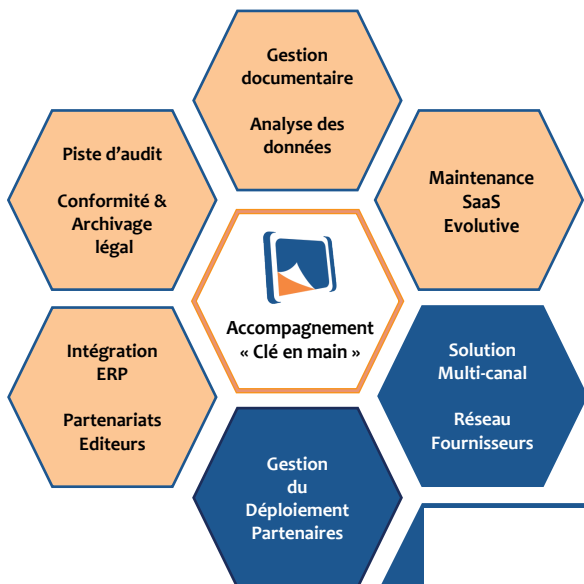 Gestion
documentaire
Analyse des
données
Piste d'audit
Conformité &
Archivage
légal
Maintenance
SaaS
Evolutive
Accompagnement
« Clé en main »
Intégration
ERP
Partenariats
Editeurs
Solution
Multi-canal
Réseau
Fournisseurs
Gestion
du
Déploiement
Partenaires